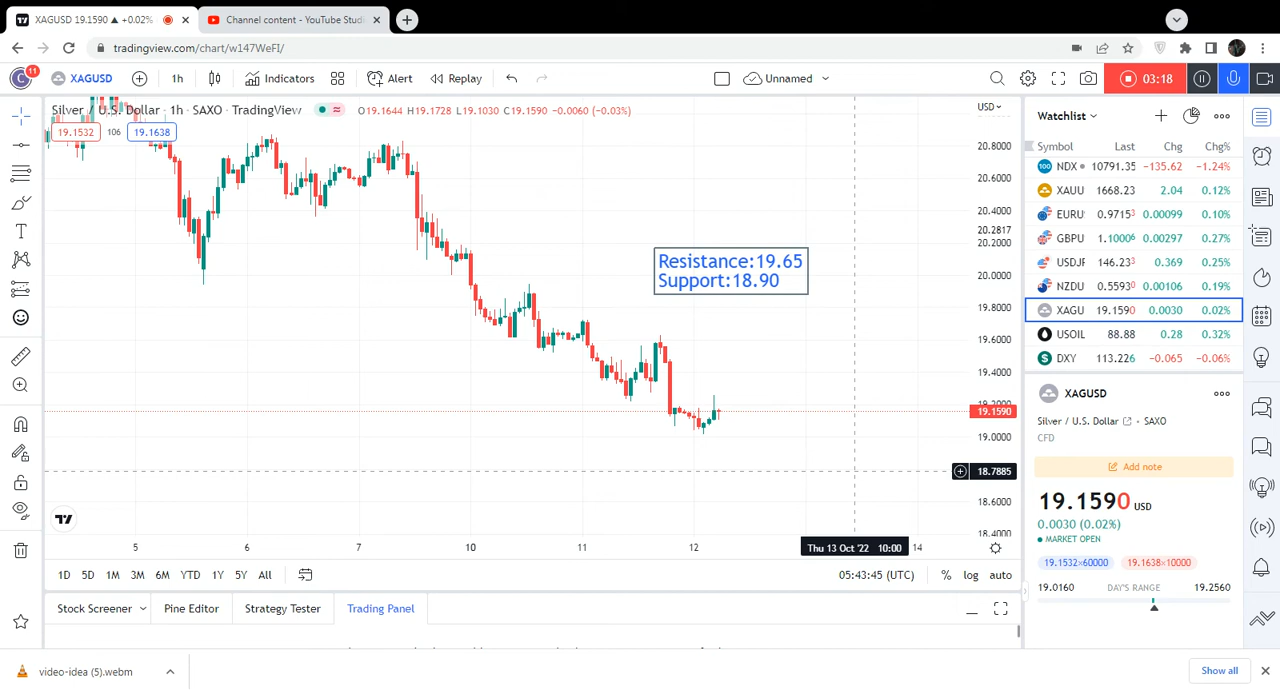 XAGUSD 19.1590 ▲ +0.02%
Channel content - YouTube Studi
tradingview.com/chart/w147WeFI/
C 11 XAGUSD 1h Indicators Alert Replay Unnamed 03:18
Silver / U.S. Dollar · 1h · SAXO · TradingView O19.1644 H19.1728 L19.1030 C19.1590 -0.0060 (-0.03%)
19.1532 106 19.1638
USD
20.8000
20.6000
20.4000
20.2817
20.2000
20.0000
19.8000
19.6000
19.4000
19.2000
19.1590
19.0000
18.7885
18.6000
18.4000
Resistance:19.65
Support:18.90
5 6 7 10 11 12 Thu 13 Oct '22 10:00 14
1D 5D 1M 3M 6M YTD 1Y 5Y All 05:43:45 (UTC) % log auto
Stock Screener Pine Editor Strategy Tester Trading Panel
Watchlist
Symbol Last Chg Chg%
100 NDX 10791.35 -135.62 -1.24%
XAUU 1668.23 2.04 0.12%
EURU 0.97153 0.00099 0.10%
GBPU 1.10006 0.00297 0.27%
USDJF 146.233 0.369 0.25%
NZDU 0.55930 0.00106 0.19%
XAGU 19.1590 0.0030 0.02%
USOIL 88.88 0.28 0.32%
DXY 113.226 -0.065 -0.06%
XAGUSD
Silver / U.S. Dollar · SAXO
CFD
Add note
19.1590 USD
0.0030 (0.02%)
MARKET OPEN
19.1532×60000 19.1638×10000
19.0160 DAY'S RANGE 19.2560
video-idea (5).webm
Show all